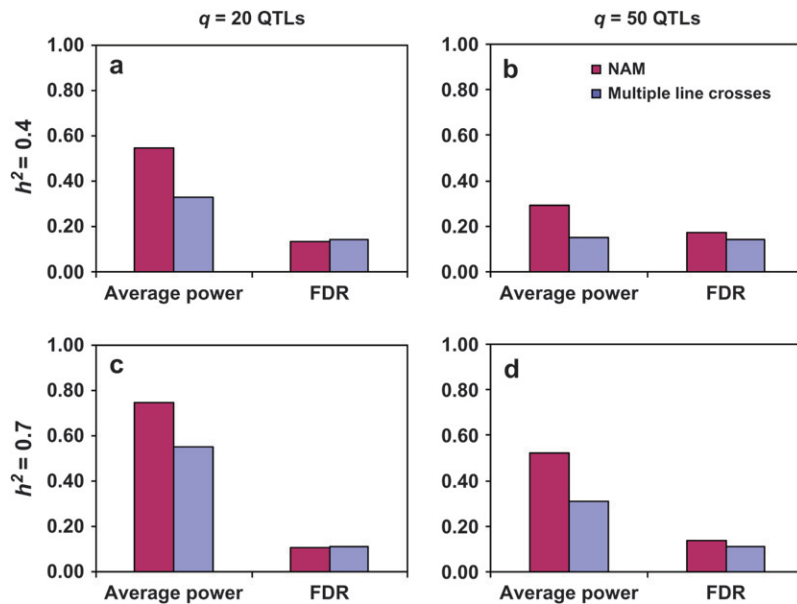 q = 20 QTLs
q = 50 QTLs
h² = 0.4
1.00
0.80
0.60
0.40
0.20
0.00
a
Average power
FDR
1.00
0.80
0.60
0.40
0.20
0.00
b
NAM
Multiple line crosses
Average power
FDR
h² = 0.7
1.00
0.80
0.60
0.40
0.20
0.00
c
Average power
FDR
1.00
0.80
0.60
0.40
0.20
0.00
d
Average power
FDR